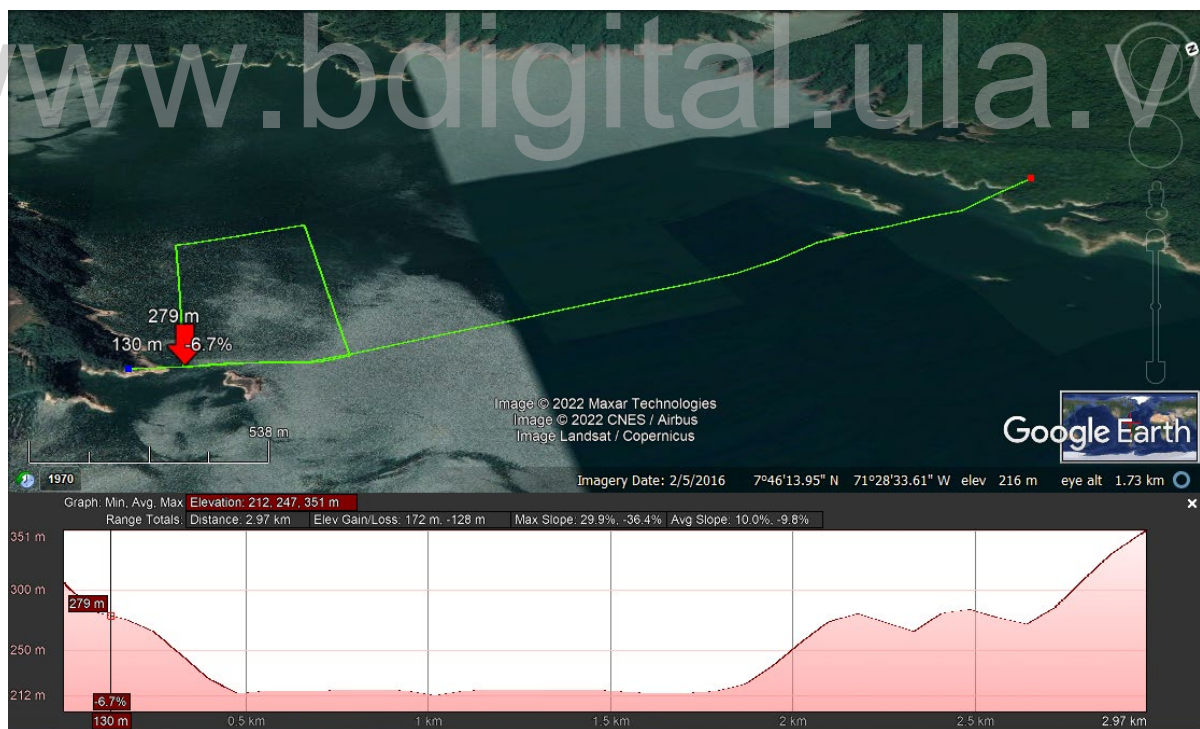 www.bdigital.ula.v
279 m
130 m -6.7%
538 m
Image © 2022 Maxar Technologies
Image © 2022 CNES / Airbus
Image Landsat / Copernicus
Google Earth
N
1970
Imagery Date: 2/5/2016 7°46'13.95" N 71°28'33.61" W elev 216 m eye alt 1.73 km
Graph: Min, Avg, Max Elevation: 212, 247, 351 m
Range Totals: Distance: 2.97 km Elev Gain/Loss: 172 m, -128 m Max Slope: 29.9%, -36.4% Avg Slope: 10.0%, -9.8%
351 m
300 m
279 m
250 m
212 m
-6.7%
130 m 0.5 km 1 km 1.5 km 2 km 2.5 km 2.97 km